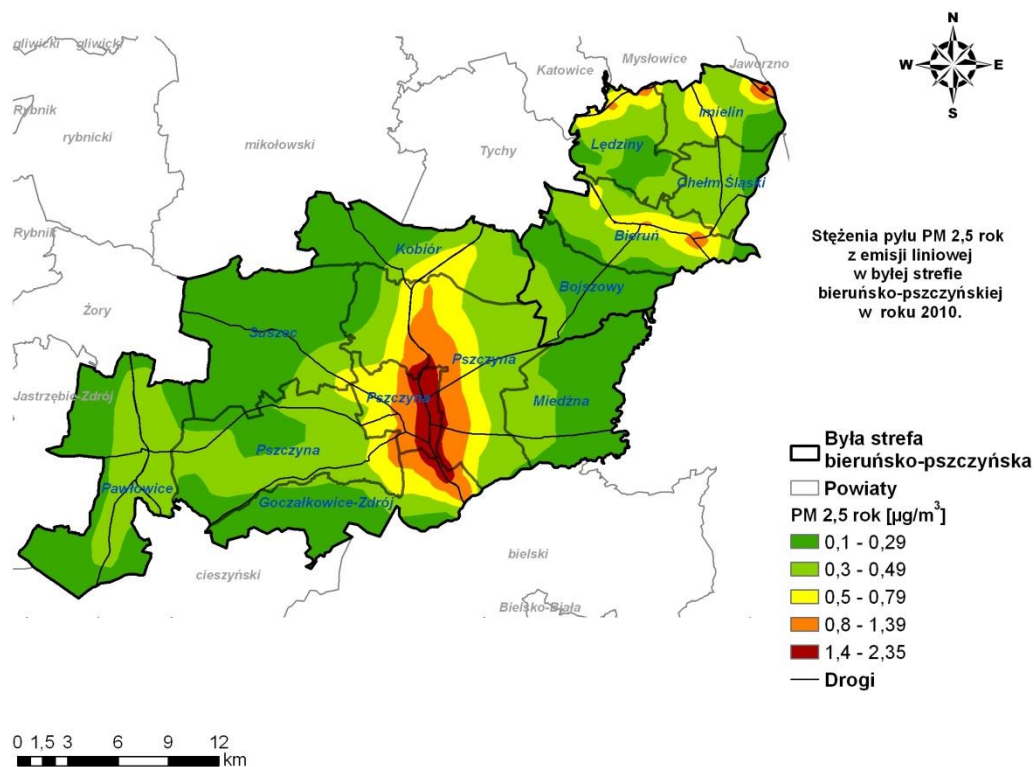 N
W E
S
gliwicki gliwicki
Mysłowice
Katowice
Jaworzno
Rybnik
rybnicki
mikołowski
Tychy
Imielin
Lędziny
Chełm Śląski
Rybnik
Kobiór
Bieruń
Bojszowy
Żory
Suszec
Pszczyna
Jastrzębie-Zdrój
Pszczyna
Miedźna
Pszczyna
Pawłowice
Goczałkowice-Zdrój
cieszyński
bielski
Bielsko-Biała
Stężenia pyłu PM 2,5 rok
z emisji liniowej
w byłej strefie
bieruńsko-pszczyńskiej
w roku 2010.
Była strefa
bieruńsko-pszczyńska
Powiaty
PM 2,5 rok [µg/m³]
0,1 - 0,29
0,3 - 0,49
0,5 - 0,79
0,8 - 1,39
1,4 - 2,35
Drogi
0 1,5 3 6 9 12
km